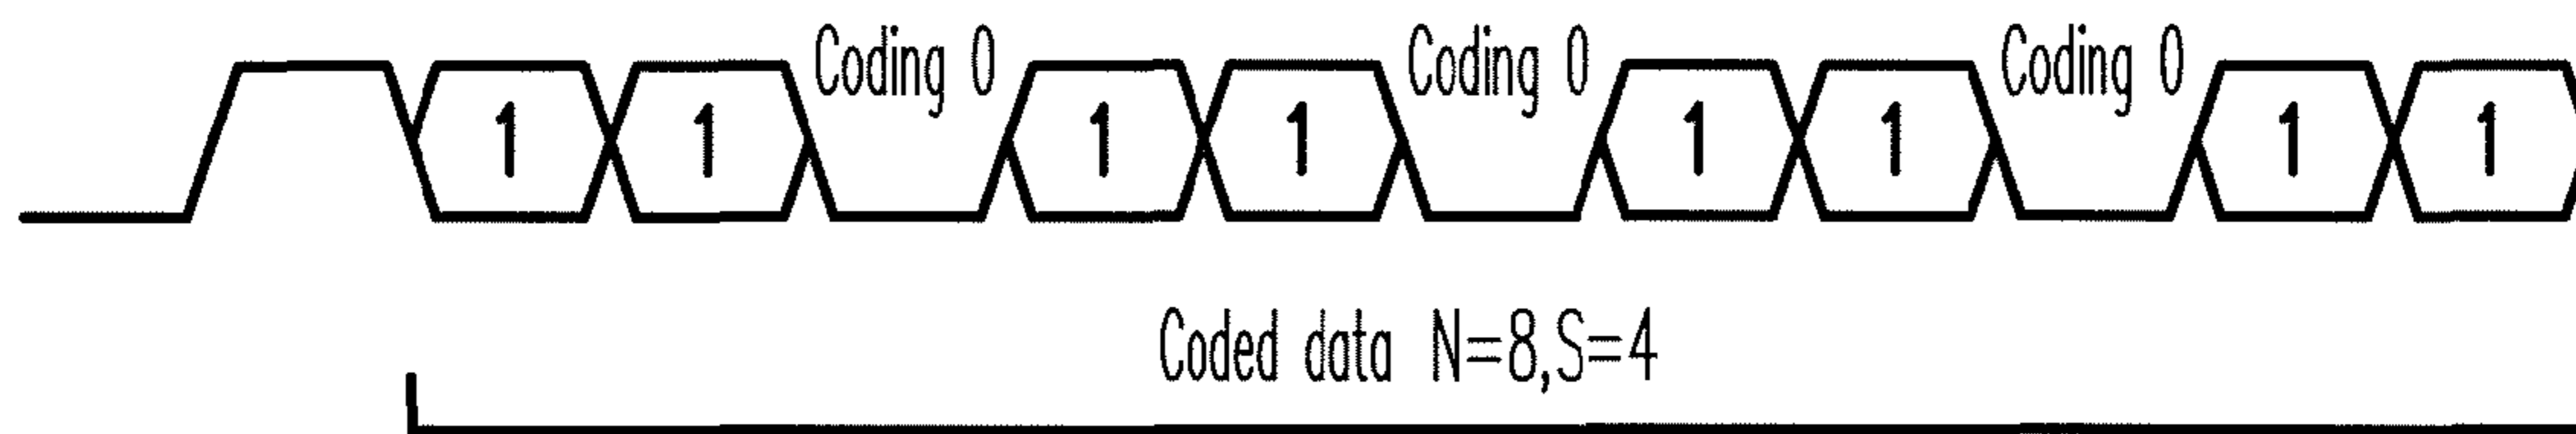 1 1 Coding 0 1 1 Coding 0 1 1 Coding 0 1 1
Coded data N=8,S=4